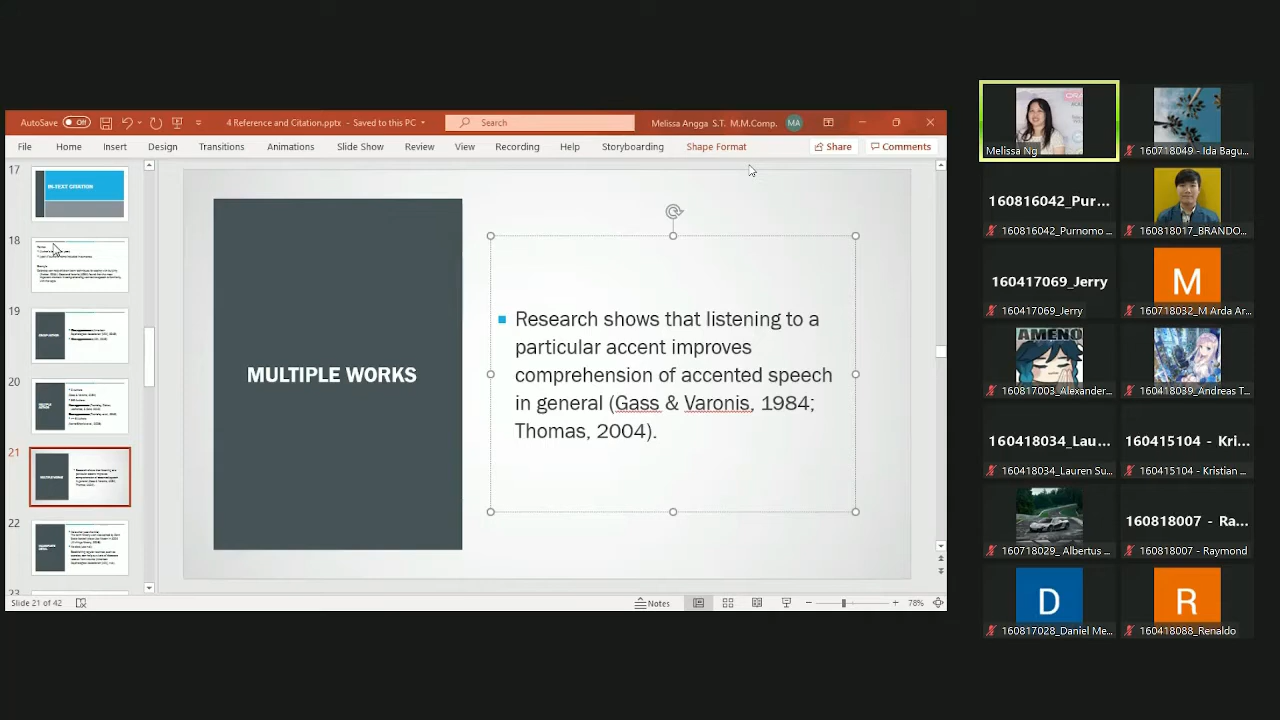 AutoSave Off
4 Reference and Citation.pptx - Saved to this PC
Search
Melissa Angga S.T. M.M.Comp.
MA
File Home Insert Design Transitions Animations Slide Show Review View Recording Help Storyboarding Shape Format Share Comments
17
IN-TEXT CITATION
18
19
20
21
22
23
MULTIPLE WORKS
Research shows that listening to a
particular accent improves
comprehension of accented speech
in general (Gass & Varonis, 1984;
Thomas, 2004).
Slide 21 of 42
Notes
78%
Melissa Ng
160718049 - Ida Bagu...
160816042_Pur...
160816042_Purnomo ...
160818017_BRANDO...
160417069_Jerry
160417069_Jerry
M
160718032_M Arda Ar...
AMENO
160817003_Alexander...
160418039_Andreas T...
160418034_Lau...
160418034_Lauren Su...
160415104 - Kri...
160415104 - Kristian ...
160718029_ Albertus ...
160818007 - Ra...
160818007 - Raymond
D
160817028_Daniel Me...
R
160418088_Renaldo